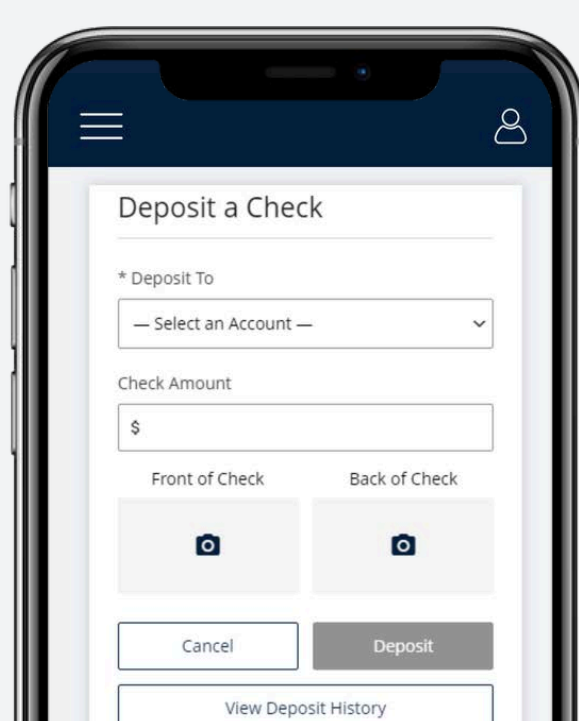 Deposit a Check
* Deposit To
— Select an Account —
Check Amount
$
Front of Check Back of Check
Cancel Deposit
View Deposit History